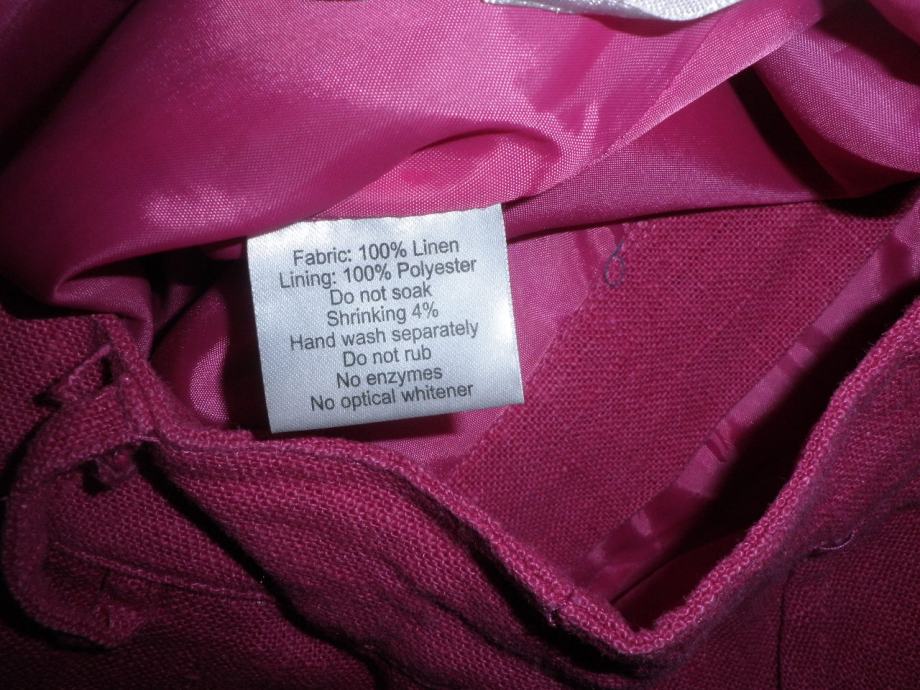 Fabric: 100% Linen
Lining: 100% Polyester
Do not soak
Shrinking 4%
Hand wash separately
Do not rub
No enzymes
No optical whitener